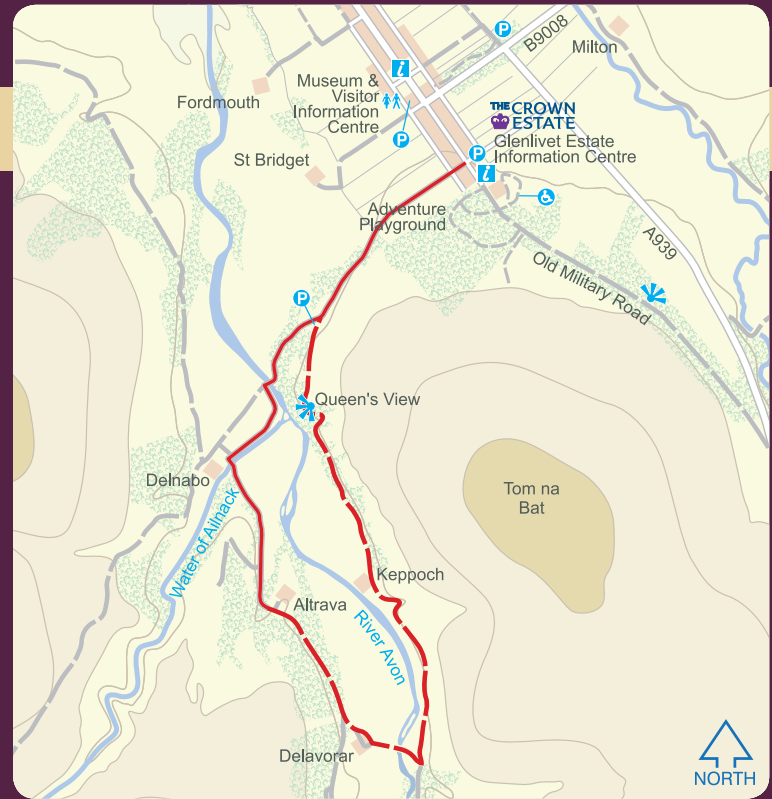 P
B9008
Milton
i
Museum &
Visitor
Information
Centre
Fordmouth
P
THE CROWN
ESTATE
Glenlivet Estate
Information Centre
P
i
St Bridget
Adventure
Playground
A939
Old Military Road
P
Queen's View
Delnabo
Tom na
Bat
Water of Ailnack
Keppoch
Altrava
River Avon
Delavorar
NORTH